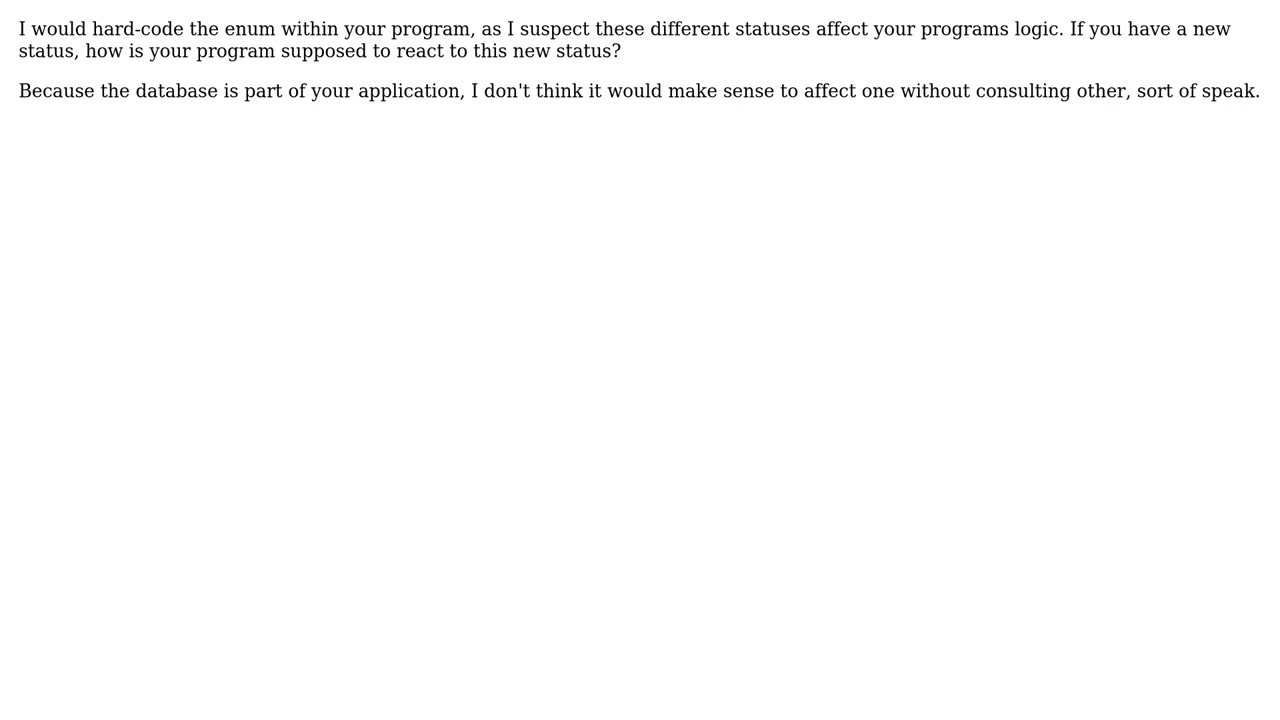 I would hard-code the enum within your program, as I suspect these different statuses affect your programs logic. If you have a new
status, how is your program supposed to react to this new status?
Because the database is part of your application, I don't think it would make sense to affect one without consulting other, sort of speak.